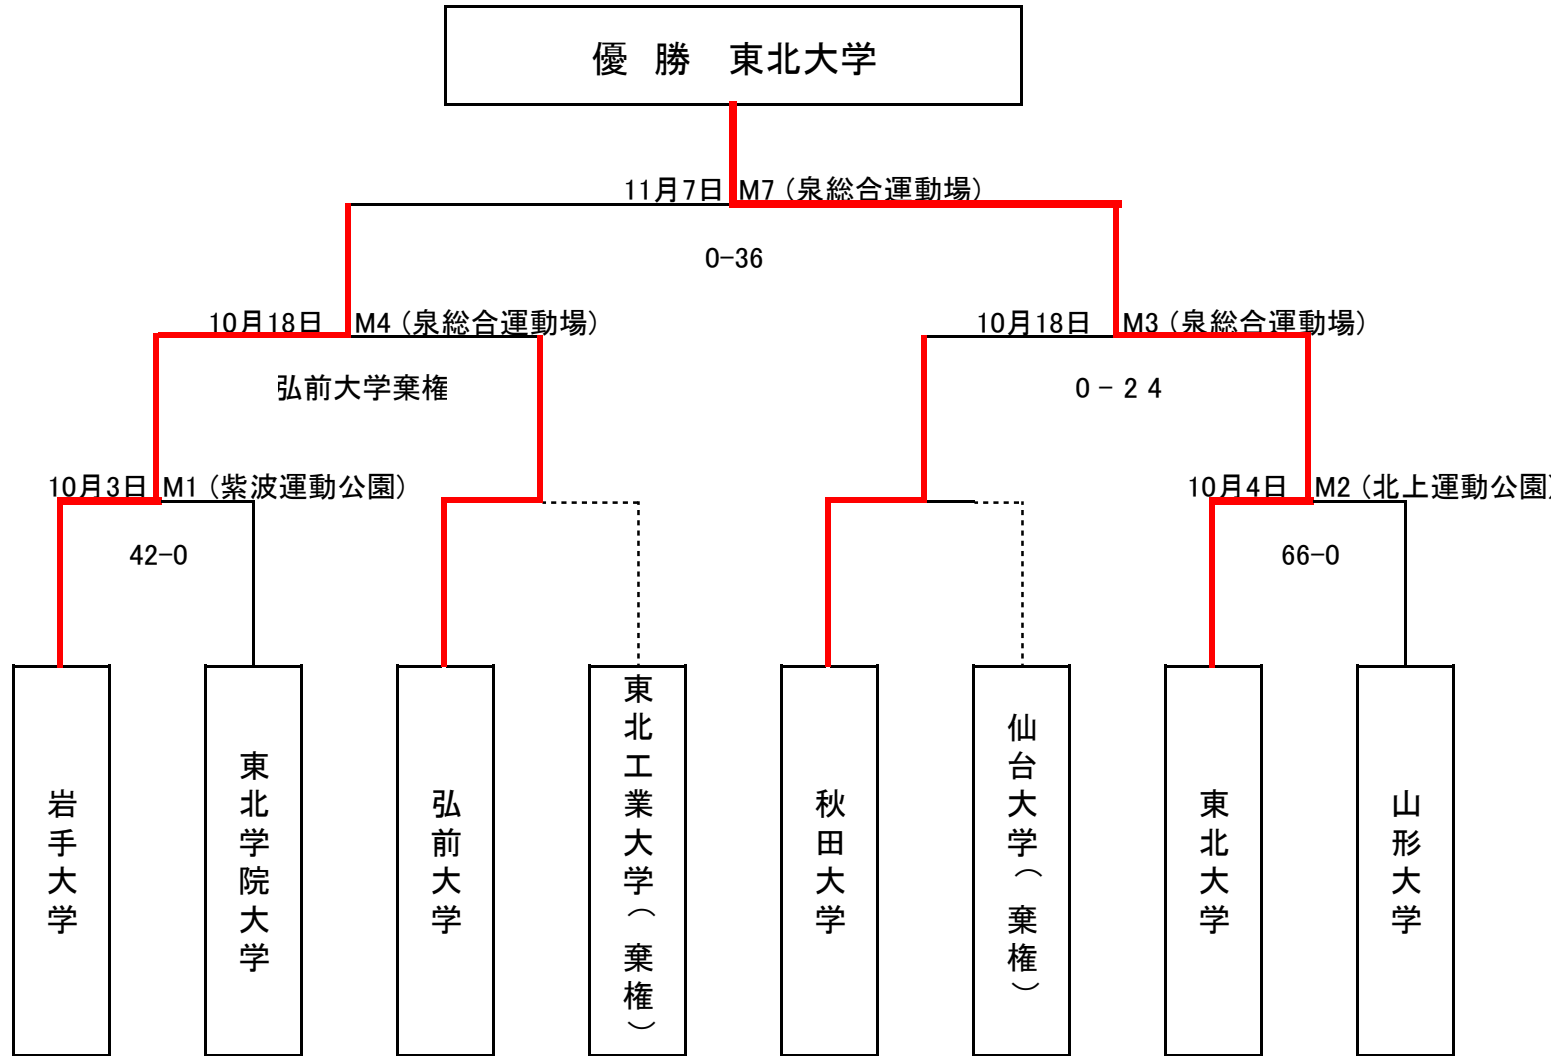 優 勝　東北大学
11月7日 M7 (泉総合運動場)
0-36
10月18日 M4 (泉総合運動場)
10月18日 M3 (泉総合運動場)
弘前大学棄権
0-24
10月3日 M1 (紫波運動公園)
10月4日 M2 (北上運動公園)
42-0
66-0
岩手大学
東北学院大学
弘前大学
東北工業大学(棄権)
秋田大学
仙台大学(棄権)
東北大学
山形大学